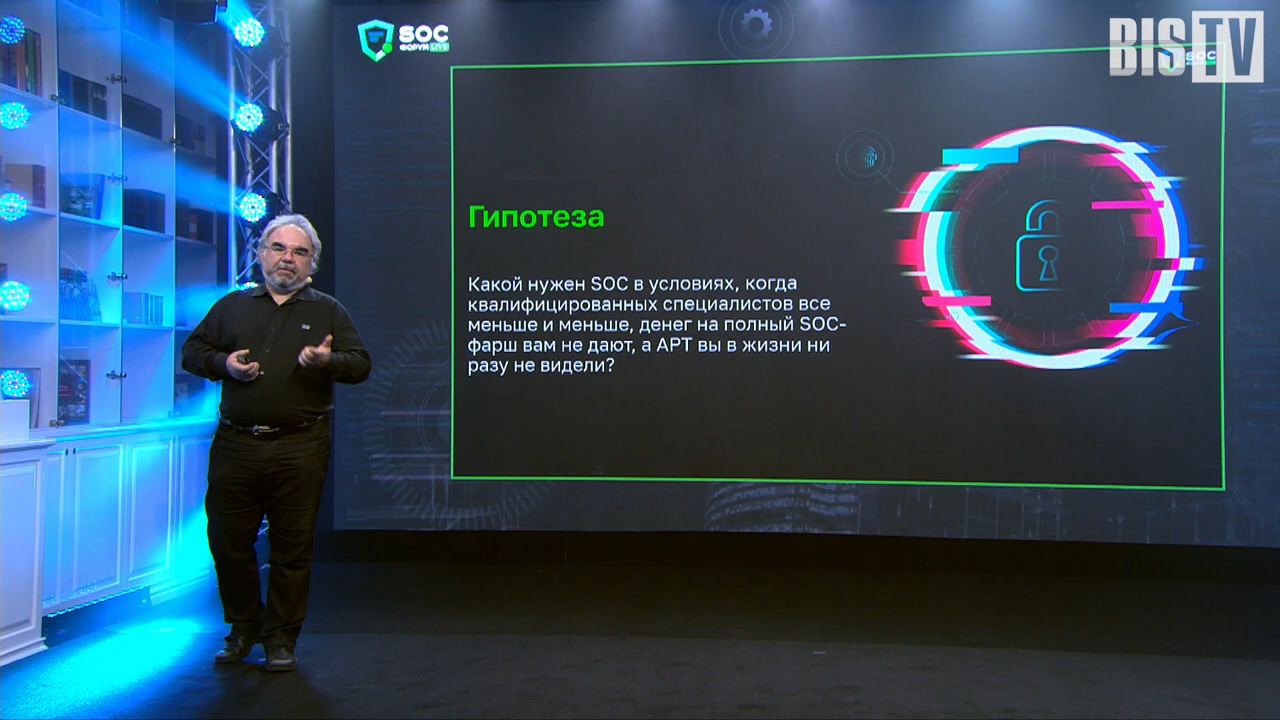 SOC
ФОРУМ LIVE
BIS TV
SOC
Гипотеза
Какой нужен SOC в условиях, когда
квалифицированных специалистов все
меньше и меньше, денег на полный SOC-
фарш вам не дают, а APT вы в жизни ни
разу не видели?